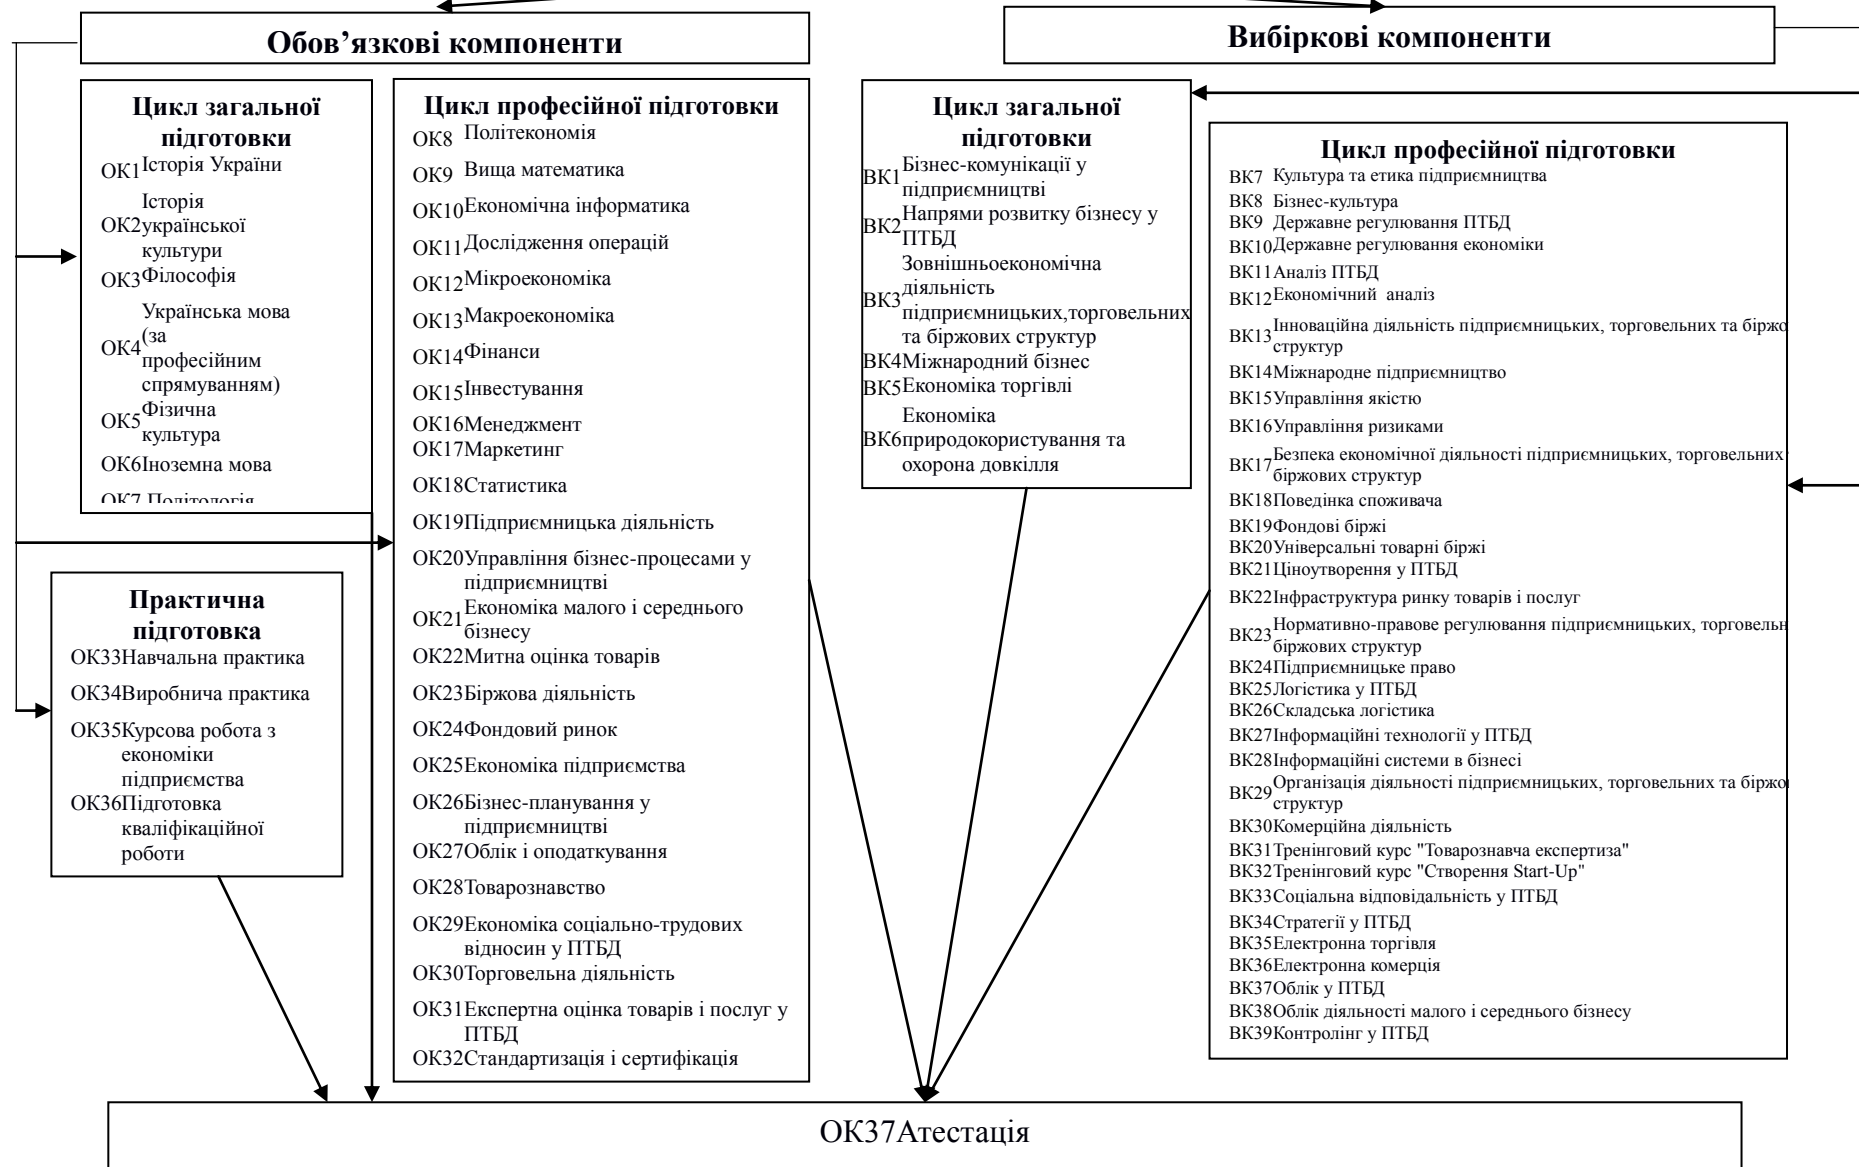 Обов’язкові компоненти
Вибіркові компоненти
Цикл загальної
підготовки
ОК1 Історія України
Історія
ОК2 української
культури
ОК3 Філософія
Українська мова
(за
ОК4
професійним
спрямуванням)
Фізична
ОК5
культура
ОК6 Іноземна мова
ОК7 Політологія
Практична
підготовка
ОК33 Навчальна практика
ОК34 Виробнича практика
ОК35 Курсова робота з
економіки
підприємства
ОК36 Підготовка
кваліфікаційної
роботи
Цикл професійної підготовки
ОК8 Політекономія
ОК9 Вища математика
ОК10 Економічна інформатика
ОК11 Дослідження операцій
ОК12 Мікроекономіка
ОК13 Макроекономіка
ОК14 Фінанси
ОК15 Інвестування
ОК16 Менеджмент
ОК17 Маркетинг
ОК18 Статистика
ОК19 Підприємницька діяльність
ОК20 Управління бізнес-процесами у
підприємництві
ОК21 Економіка малого і середнього
бізнесу
ОК22 Митна оцінка товарів
ОК23 Біржова діяльність
ОК24 Фондовий ринок
ОК25 Економіка підприємства
ОК26 Бізнес-планування у
підприємництві
ОК27 Облік і оподаткування
ОК28 Товарознавство
ОК29 Економіка соціально-трудових
відносин у ПТБД
ОК30 Торговельна діяльність
ОК31 Експертна оцінка товарів і послуг у
ПТБД
ОК32 Стандартизація і сертифікація
Цикл загальної
підготовки
ВК1 Бізнес-комунікації у
підприємництві
ВК2 Напрями розвитку бізнесу у
ПТБД
Зовнішньоекономічна
діяльність
ВК3 підприємницьких,торговельних
та біржових структур
ВК4 Міжнародний бізнес
ВК5 Економіка торгівлі
Економіка
ВК6 природокористування та
охорона довкілля
Цикл професійної підготовки
ВК7 Культура та етика підприємництва
ВК8 Бізнес-культура
ВК9 Державне регулювання ПТБД
ВК10 Державне регулювання економіки
ВК11 Аналіз ПТБД
ВК12 Економічний аналіз
ВК13 Інноваційна діяльність підприємницьких, торговельних та біржо
структур
ВК14 Міжнародне підприємництво
ВК15 Управління якістю
ВК16 Управління ризиками
ВК17 Безпека економічної діяльності підприємницьких, торговельних
біржових структур
ВК18 Поведінка споживача
ВК19 Фондові біржі
ВК20 Універсальні товарні біржі
ВК21 Ціноутворення у ПТБД
ВК22 Інфраструктура ринку товарів і послуг
ВК23 Нормативно-правове регулювання підприємницьких, торговельн
біржових структур
ВК24 Підприємницьке право
ВК25 Логістика у ПТБД
ВК26 Складська логістика
ВК27 Інформаційні технології у ПТБД
ВК28 Інформаційні системи в бізнесі
ВК29 Організація діяльності підприємницьких, торговельних та біржо
структур
ВК30 Комерційна діяльність
ВК31 Тренінговий курс "Товарознавча експертиза"
ВК32 Тренінговий курс "Створення Start-Up"
ВК33 Соціальна відповідальність у ПТБД
ВК34 Стратегії у ПТБД
ВК35 Електронна торгівля
ВК36 Електронна комерція
ВК37 Облік у ПТБД
ВК38 Облік діяльності малого і середнього бізнесу
ВК39 Контролінг у ПТБД
ОК37Атестація